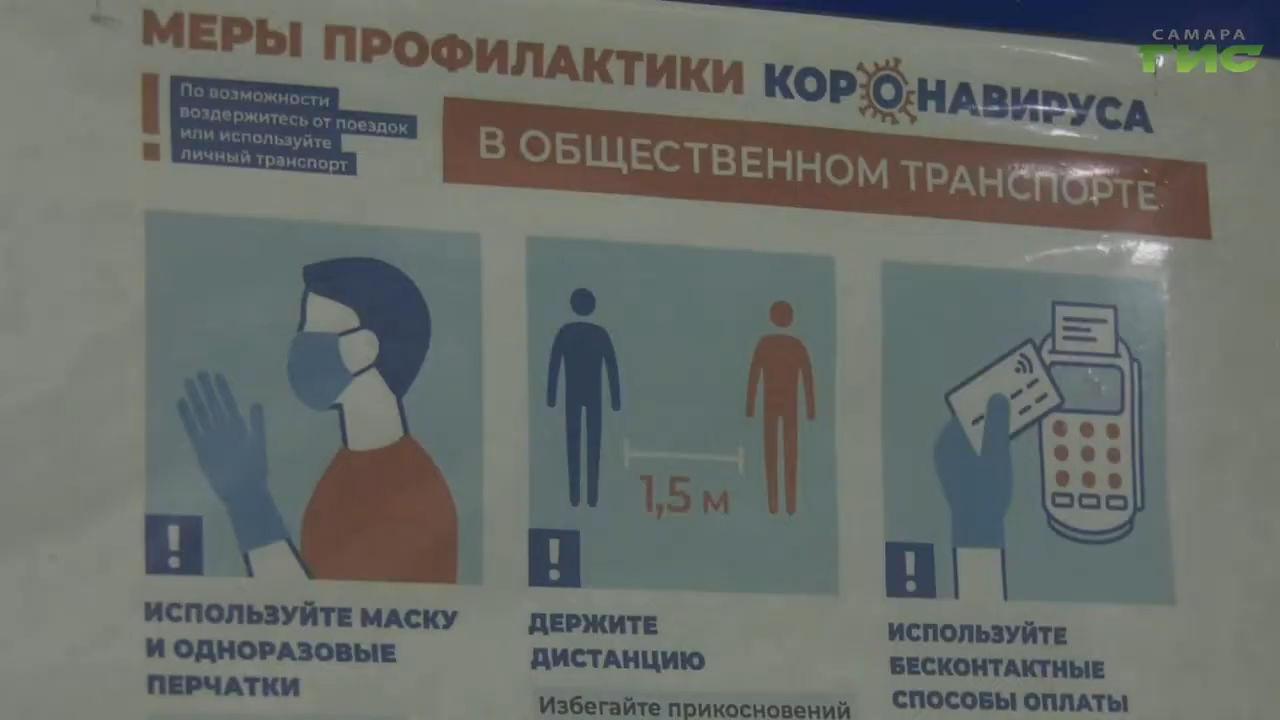 САМАРА
ГИС
МЕРЫ ПРОФИЛАКТИКИ КОРОНАВИРУСА
По возможности
воздержитесь от поездок
или используйте
личный транспорт
В ОБЩЕСТВЕННОМ ТРАНСПОРТЕ
1,5 м
ИСПОЛЬЗУЙТЕ МАСКУ
И ОДНОРАЗОВЫЕ
ПЕРЧАТКИ
ДЕРЖИТЕ
ДИСТАНЦИЮ
Избегайте прикосновений
ИСПОЛЬЗУЙТЕ
БЕСКОНТАКТНЫЕ
СПОСОБЫ ОПЛАТЫ